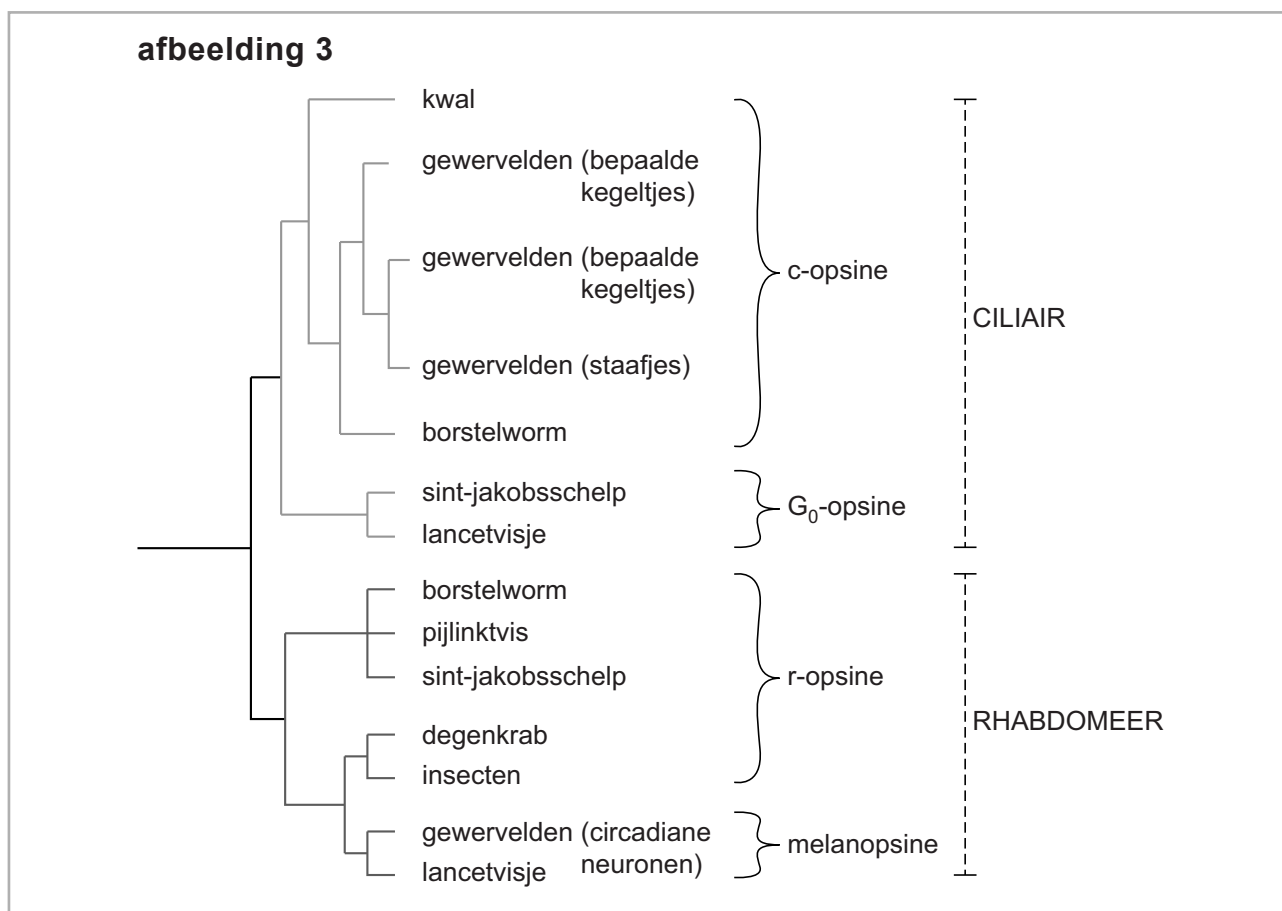 afbeelding 3
kwal
gewervelden (bepaalde
kegeltjes)
gewervelden (bepaalde
kegeltjes)
c-opsine
CILIAIR
gewervelden (staafjes)
borstelworm
sint-jakobsschelp
G0-opsine
lancetvisje
borstelworm
pijlinktvis
sint-jakobsschelp
r-opsine
RHABDOMEER
degenkrab
insecten
gewervelden (circadiane
neuronen)
melanopsine
lancetvisje